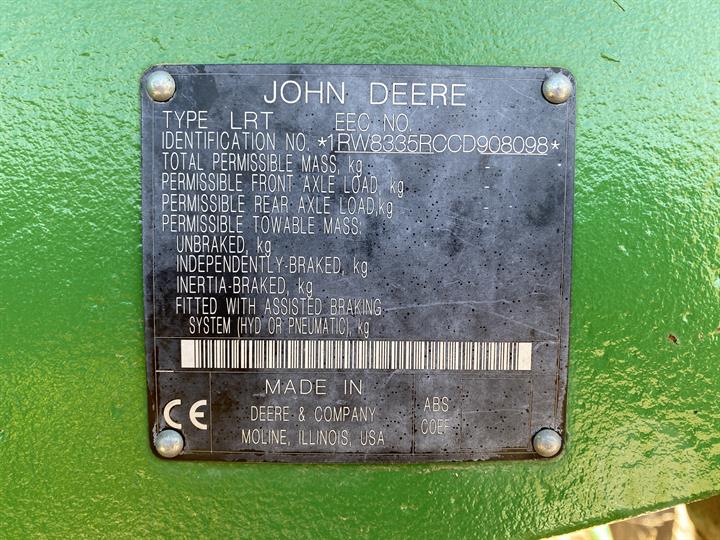 JOHN DEERE
TYPE LRT EEC NO.
IDENTIFICATION NO. *1RW8335RCCD908098*
TOTAL PERMISSIBLE MASS, kg -
PERMISSIBLE FRONT AXLE LOAD, kg -
PERMISSIBLE REAR AXLE LOAD,kg -
PERMISSIBLE TOWABLE MASS:
UNBRAKED, kg
INDEPENDENTLY-BRAKED, kg
INERTIA-BRAKED, kg
FITTED WITH ASSISTED BRAKING
SYSTEM (HYD OR PNEUMATIC), kg
MADE IN
CE DEERE & COMPANY ABS
MOLINE, ILLINOIS, USA COEF